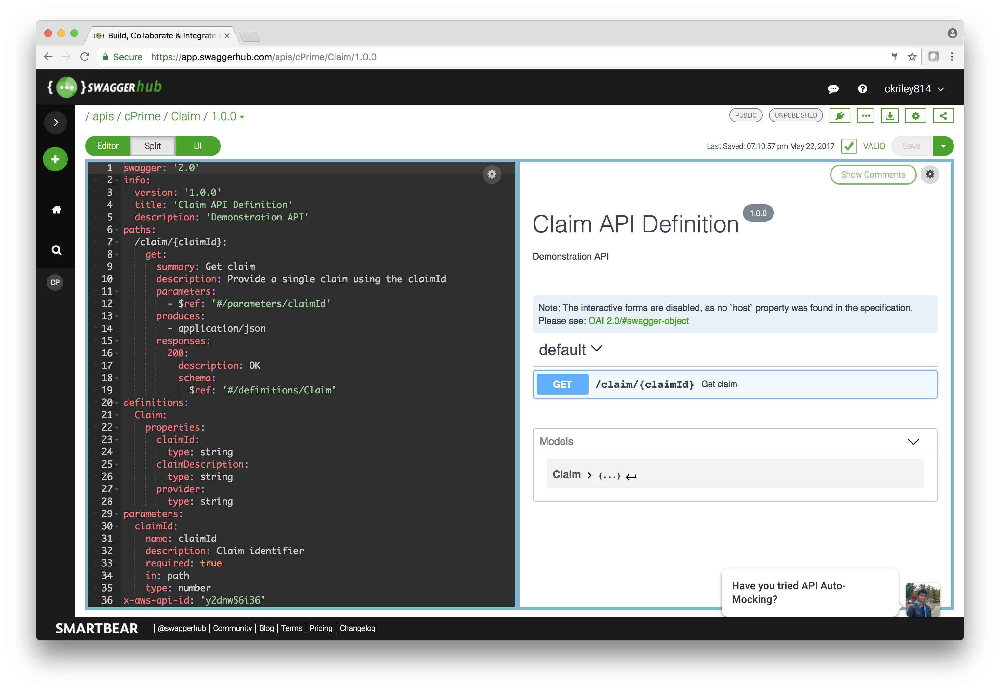 Build, Collaborate & Integrate
Secure
https://app.swaggerhub.com/apis/cPrime/Claim/1.0.0
{ ... } SWAGGERhub
ckriley814
/ apis / cPrime / Claim / 1.0.0
PUBLIC
UNPUBLISHED
Editor
Split
UI
Last Saved: 07:10:57 pm May 22, 2017
VALID
Save
CP
1 swagger: '2.0'
2 info:
3 version: '1.0.0'
4 title: 'Claim API Definition'
5 description: 'Demonstration API'
6 paths:
7 /claim/{claimId}:
8 get:
9 summary: Get claim
10 description: Provide a single claim using the claimId
11 parameters:
12 - $ref: '#/parameters/claimId'
13 produces:
14 - application/json
15 responses:
16 200:
17 description: OK
18 schema:
19 $ref: '#/definitions/Claim'
20 definitions:
21 Claim:
22 properties:
23 claimId:
24 type: string
25 claimDescription:
26 type: string
27 provider:
28 type: string
29 parameters:
30 claimId:
31 name: claimId
32 description: Claim identifier
33 required: true
34 in: path
35 type: number
36 x-aws-api-id: 'y2dnw56i36'
Show Comments
Claim API Definition
1.0.0
Demonstration API
Note: The interactive forms are disabled, as no `host` property was found in the specification.
Please see: OAI 2.0/#swagger-object
default
GET /claim/{claimId} Get claim
Models
Claim > {...}
Have you tried API Auto-
Mocking?
SMARTBEAR
| @swaggerhub | Community | Blog | Terms | Pricing | Changelog